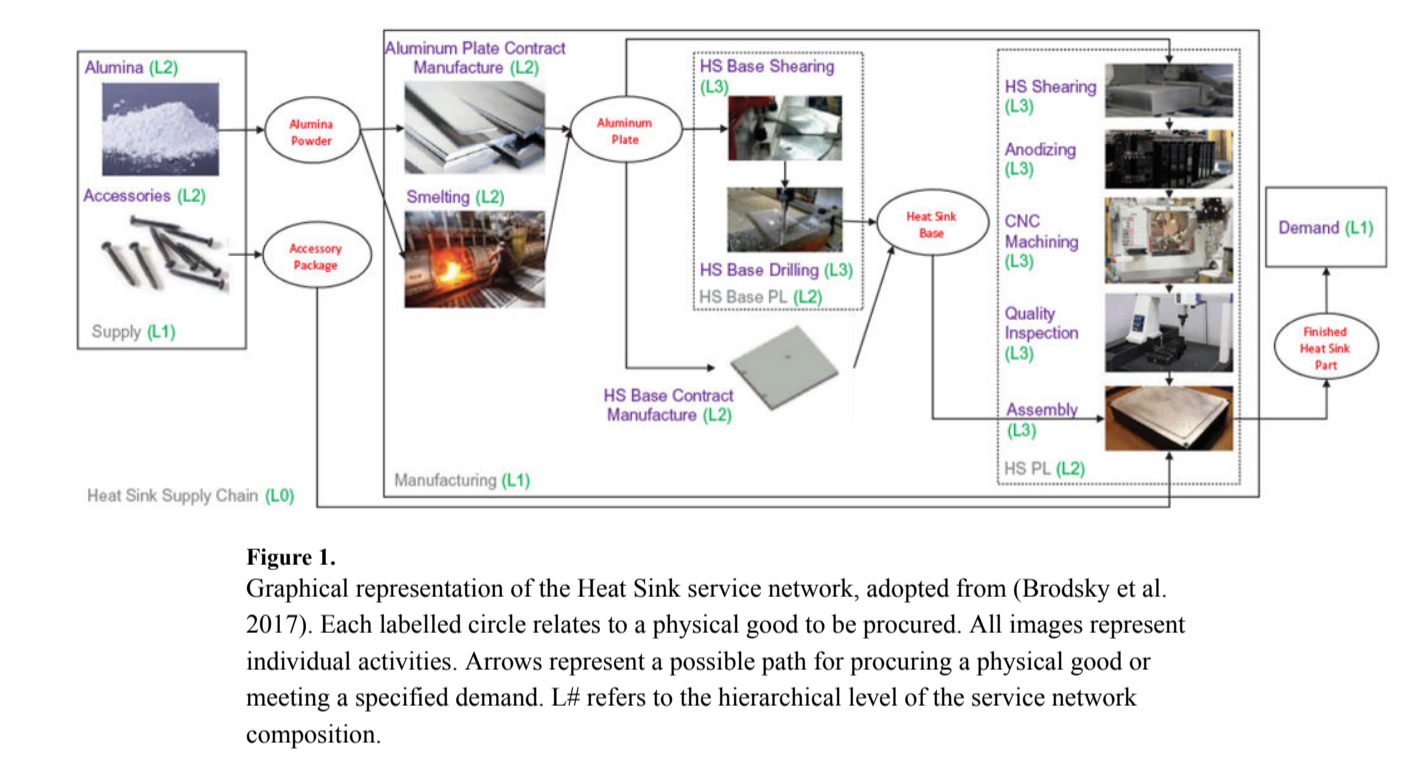 Alumina (L2)
Accessories (L2)
Supply (L1)
Heat Sink Supply Chain (L0)
Alumina
Powder
Accessory
Package
Aluminum Plate Contract
Manufacture (L2)
Smelting (L2)
Manufacturing (L1)
Aluminum
Plate
HS Base Shearing
(L3)
HS Base Drilling (L3)
HS Base PL (L2)
HS Base Contract
Manufacture (L2)
Heat Sink
Base
HS Shearing
(L3)
Anodizing
(L3)
CNC
Machining
(L3)
Quality
Inspection
(L3)
Assembly
(L3)
HS PL (L2)
Demand (L1)
Finished
Heat Sink
Part
Figure 1.
Graphical representation of the Heat Sink service network, adopted from (Brodsky et al.
2017). Each labelled circle relates to a physical good to be procured. All images represent
individual activities. Arrows represent a possible path for procuring a physical good or
meeting a specified demand. L# refers to the hierarchical level of the service network
composition.